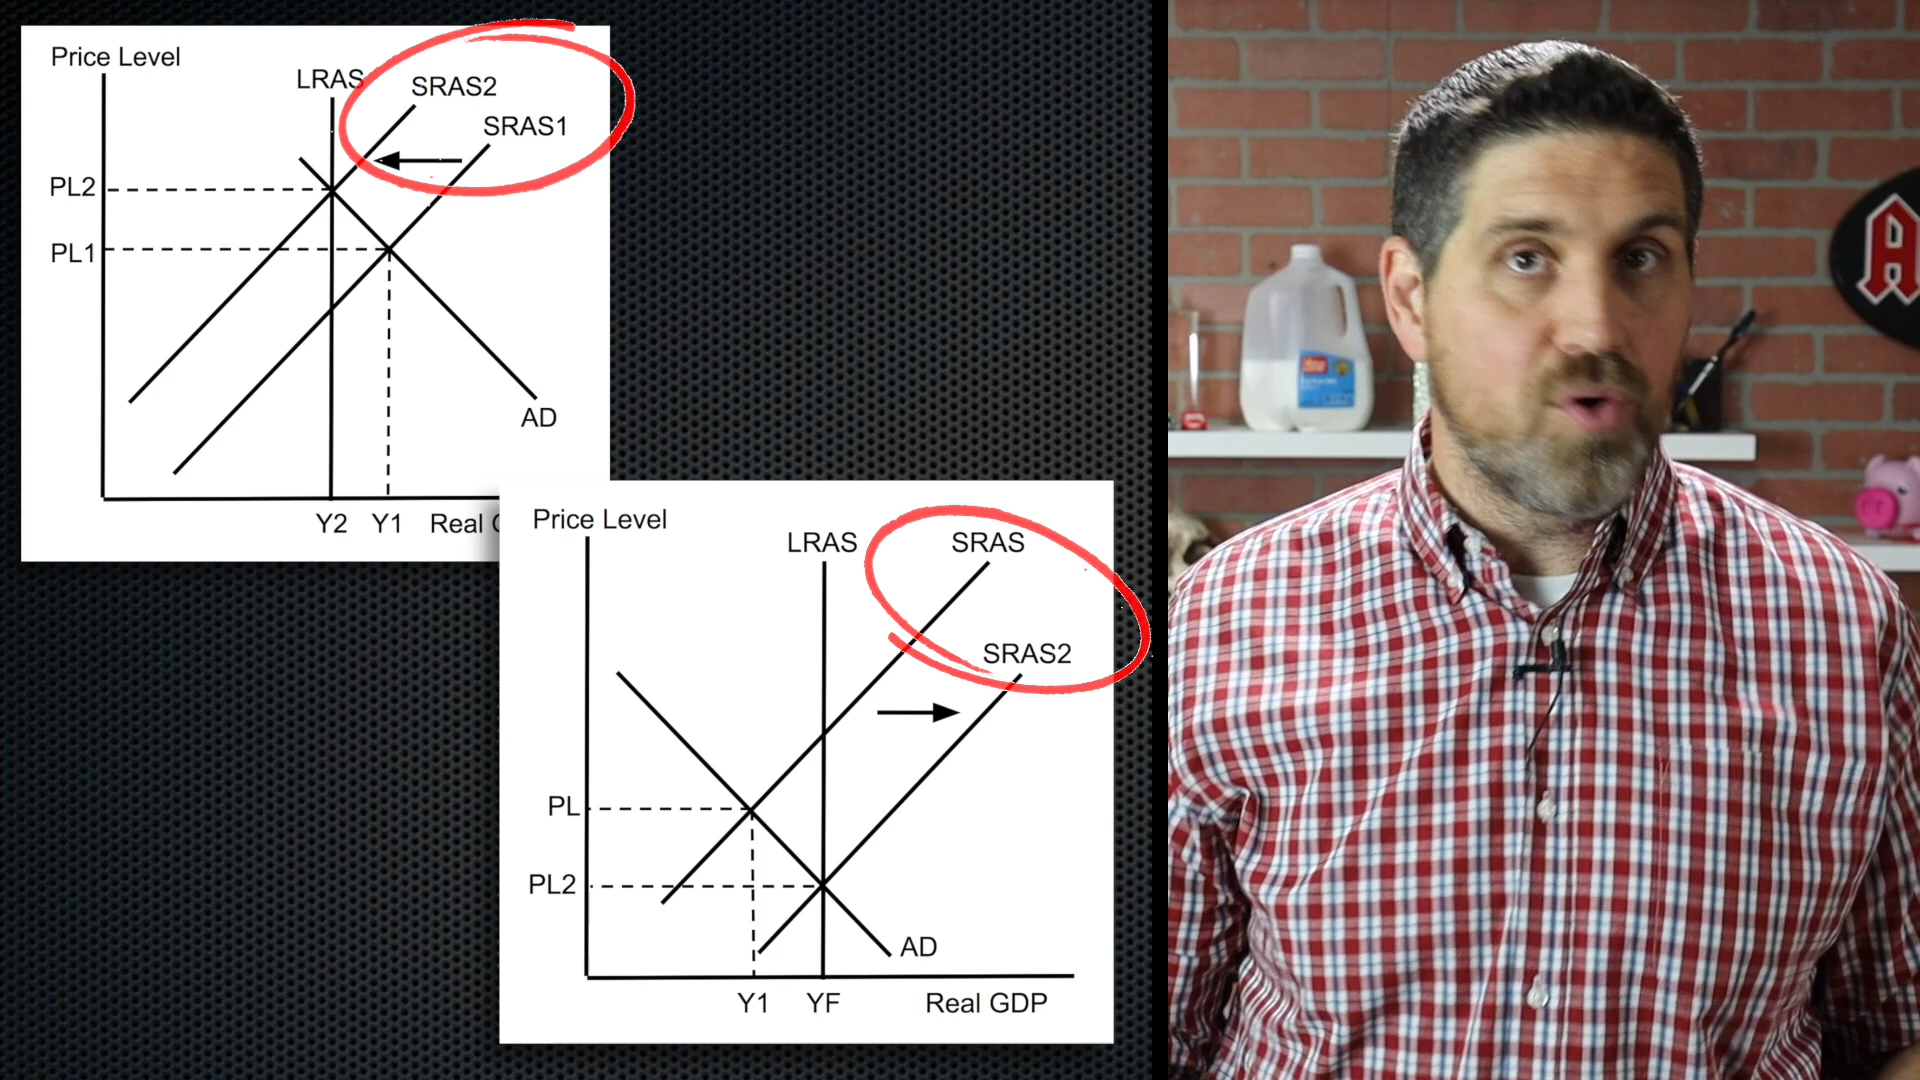 Price Level
LRAS
SRAS2
SRAS1
PL2
PL1
AD
Y2 Y1 Real
Price Level
LRAS
SRAS
SRAS2
PL
PL2
AD
Y1 YF Real GDP
A